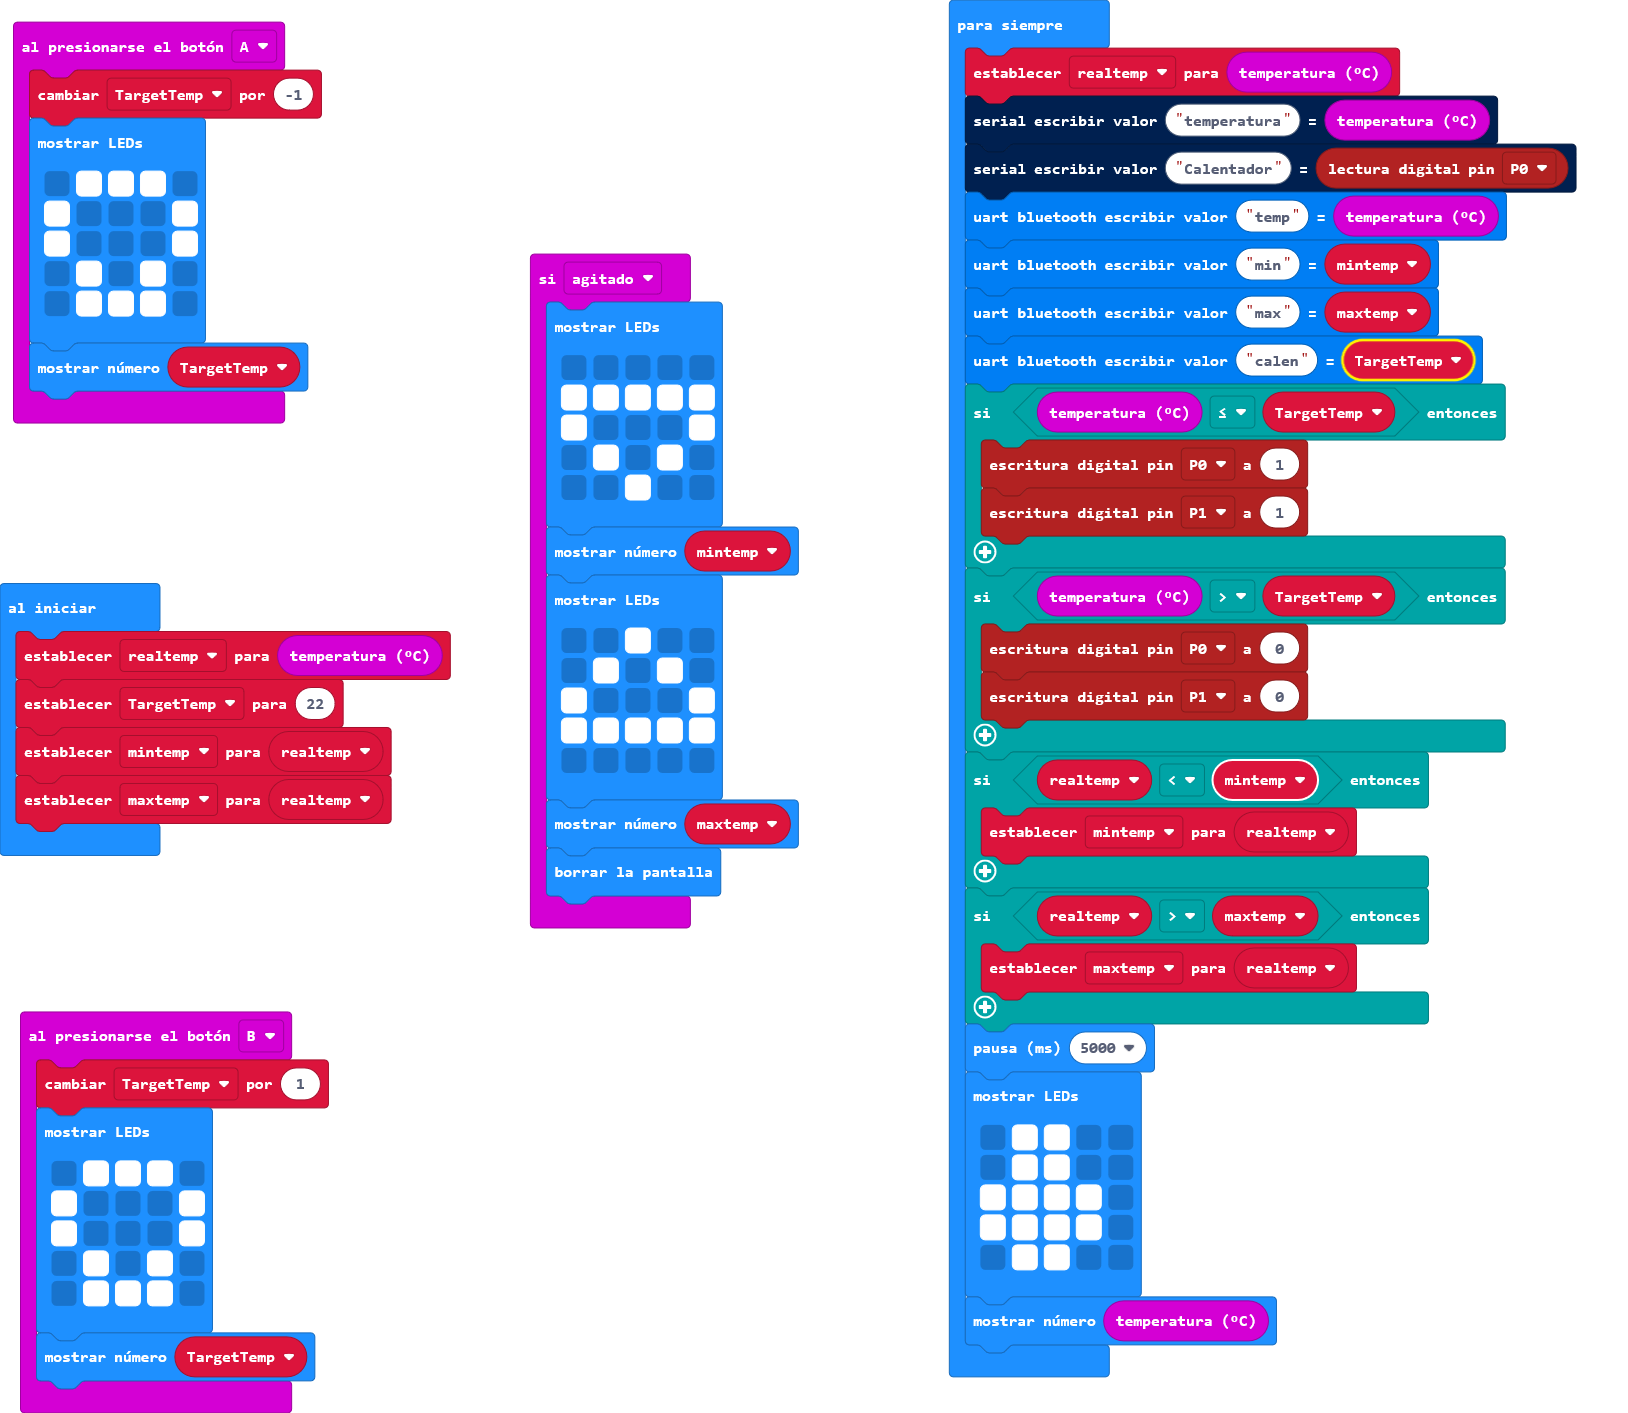 al presionarse el botón A
cambiar TargetTemp por -1
mostrar LEDs
mostrar número TargetTemp
al iniciar
establecer realtemp para temperatura (ºC)
establecer TargetTemp para 22
establecer mintemp para realtemp
establecer maxtemp para realtemp
al presionarse el botón B
cambiar TargetTemp por 1
mostrar LEDs
mostrar número TargetTemp
si agitado
mostrar LEDs
mostrar número mintemp
mostrar LEDs
mostrar número maxtemp
borrar la pantalla
para siempre
establecer realtemp para temperatura (ºC)
serial escribir valor "temperatura" = temperatura (ºC)
serial escribir valor "Calentador" = lectura digital pin P0
uart bluetooth escribir valor "temp" = temperatura (ºC)
uart bluetooth escribir valor "min" = mintemp
uart bluetooth escribir valor "max" = maxtemp
uart bluetooth escribir valor "calen" = TargetTemp
si temperatura (ºC) ≤ TargetTemp entonces
escritura digital pin P0 a 1
escritura digital pin P1 a 1
si temperatura (ºC) > TargetTemp entonces
escritura digital pin P0 a 0
escritura digital pin P1 a 0
si realtemp < mintemp entonces
establecer mintemp para realtemp
si realtemp > maxtemp entonces
establecer maxtemp para realtemp
pausa (ms) 5000
mostrar LEDs
mostrar número temperatura (ºC)